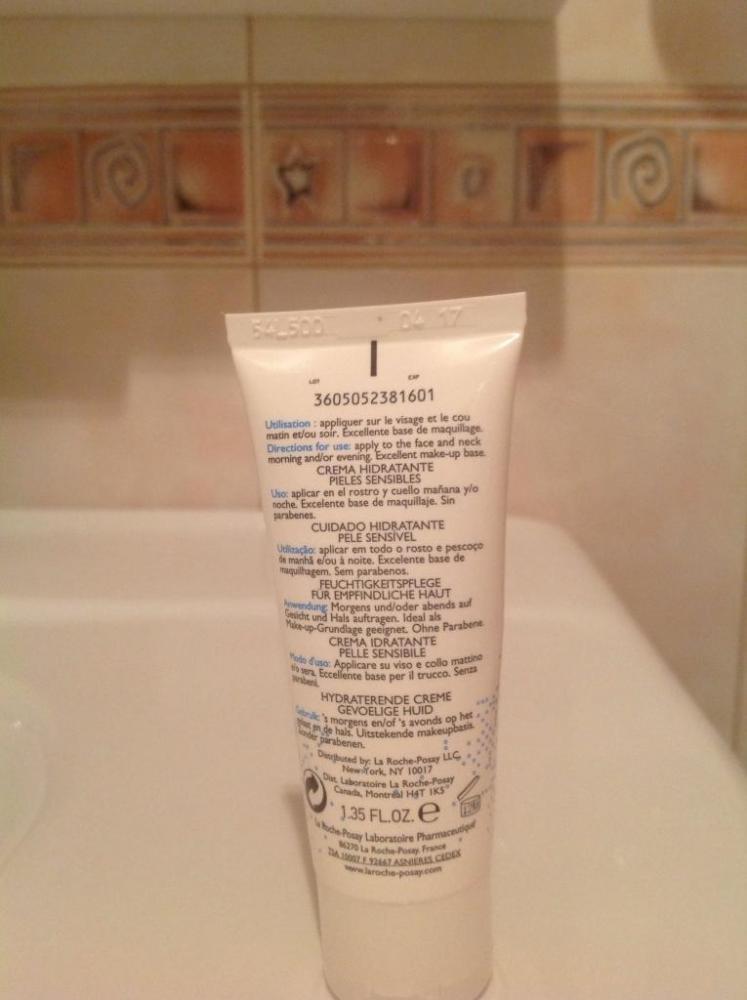 54_500 04 17
LOT EXP
3605052381601
Utilisation : appliquer sur le visage et le cou
matin et/ou soir. Excellente base de maquillage.
Directions for use: apply to the face and neck
morning and/or evening. Excellent make-up base.
CREMA HIDRATANTE
PIELES SENSIBLES
Uso: aplicar en el rostro y cuello mañana y/o
noche. Excelente base de maquillaje. Sin
parabenes.
CUIDADO HIDRATANTE
PELE SENSÍVEL
Utilização: aplicar em todo o rosto e pescoço
de manhã e/ou à noite. Excelente base de
maquilhagem. Sem parabenos.
FEUCHTIGKEITSPFLEGE
FÜR EMPFINDLICHE HAUT
Anwendung: Morgens und/oder abends auf
Gesicht und Hals auftragen. Ideal als
Make-up-Grundlage geeignet. Ohne Parabene.
CREMA IDRATANTE
PELLE SENSIBILE
Modo d'uso: Applicare su viso e collo mattino
e/o sera. Eccellente base per il trucco. Senza
parabeni.
HYDRATERENDE CREME
GEVOELIGE HUID
Gebruik: 's morgens en/of 's avonds op het
gelaat en de hals. Uitstekende makeupbasis.
Zonder parabenen.
Distributed by: La Roche-Posay LLC,
New York, NY 10017
Dist. Laboratoire La Roche-Posay
Canada, Montréal H4T 1K5
1.35 FL.OZ. e
La Roche-Posay Laboratoire Pharmaceutique
86270 La Roche-Posay, France
TSA 10007 F 92667 ASNIERES CEDEX
www.laroche-posay.com